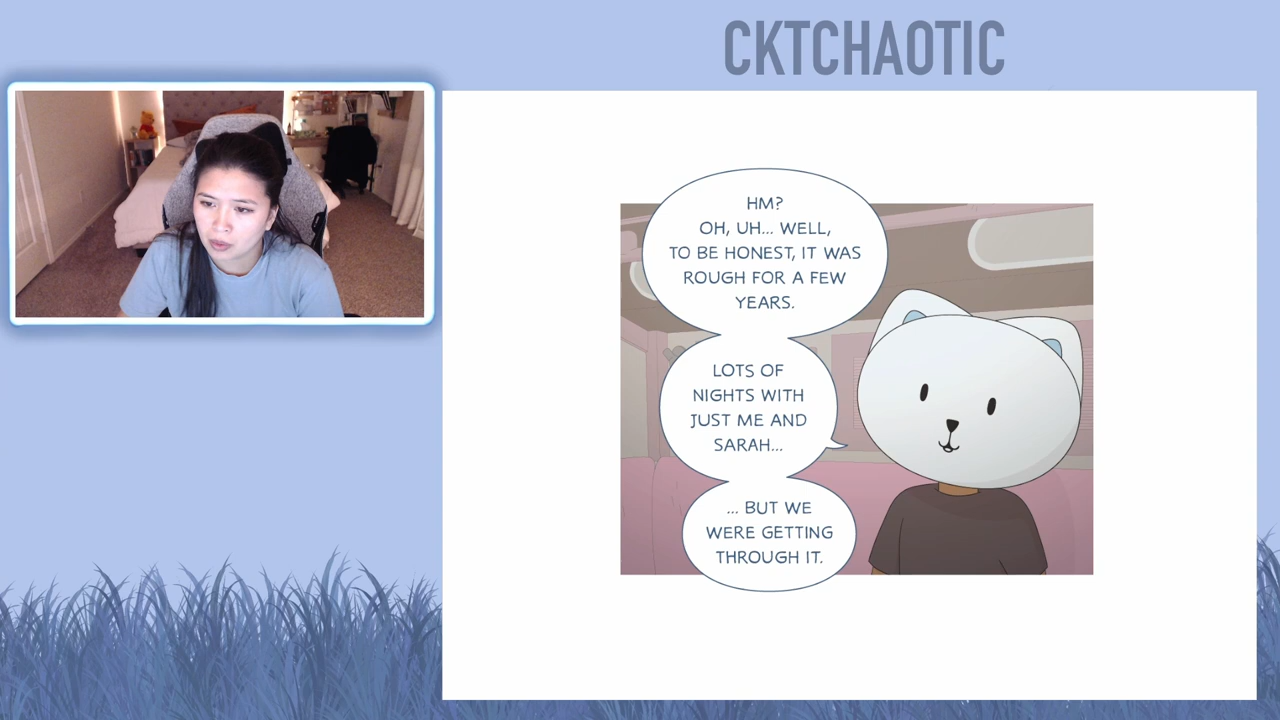 CKTCHAOTIC
HM?
OH, UH... WELL,
TO BE HONEST, IT WAS
ROUGH FOR A FEW
YEARS.
LOTS OF
NIGHTS WITH
JUST ME AND
SARAH...
... BUT WE
WERE GETTING
THROUGH IT.